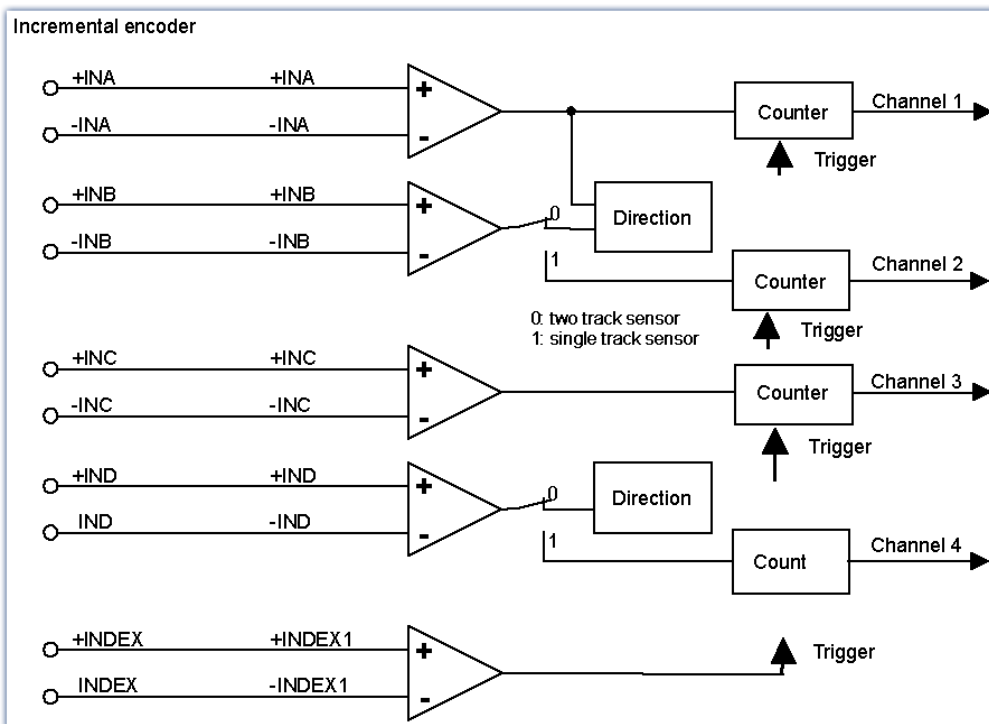 Incremental encoder
+INA +INA
-INA -INA
+ -
Counter
Channel 1
Trigger
+INB +INB
-INB -INB
+ -
0
1
Direction
Counter
Channel 2
Trigger
0: two track sensor
1: single track sensor
+INC +INC
-INC -INC
+ -
Counter
Channel 3
Trigger
+IND +IND
IND -IND
+ -
0
1
Direction
Count
Channel 4
+INDEX +INDEX1
INDEX -INDEX1
+ -
Trigger